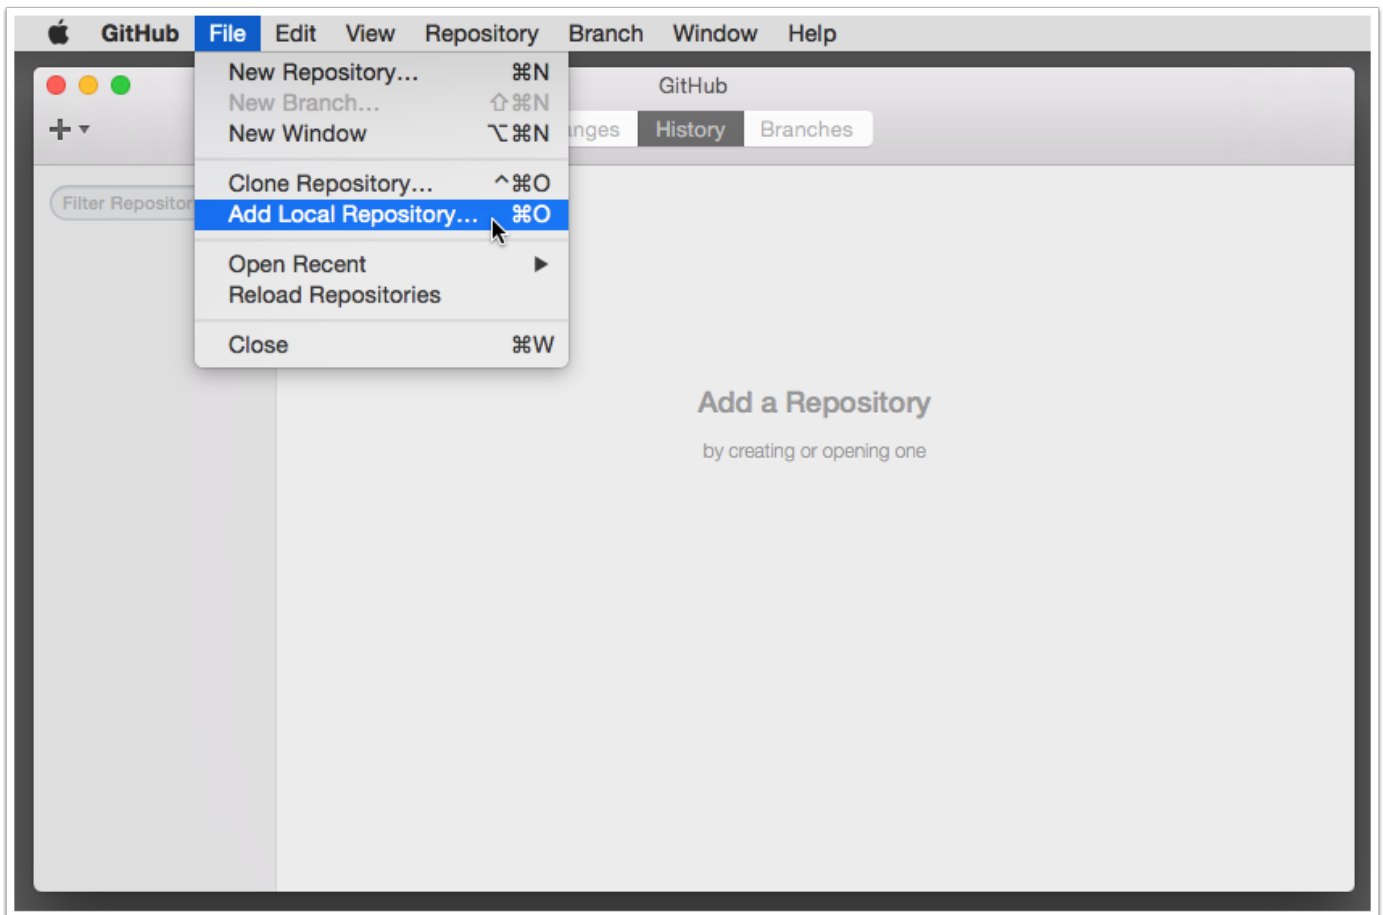 GitHub File Edit View Repository Branch Window Help
GitHub
New Repository... ⌘N
New Branch... ⇧⌘N
New Window ⌥⌘N
Clone Repository... ^⌘O
Add Local Repository... ⌘O
Open Recent ▶
Reload Repositories
Close ⌘W
History Branches
Filter
Add a Repository
by creating or opening one